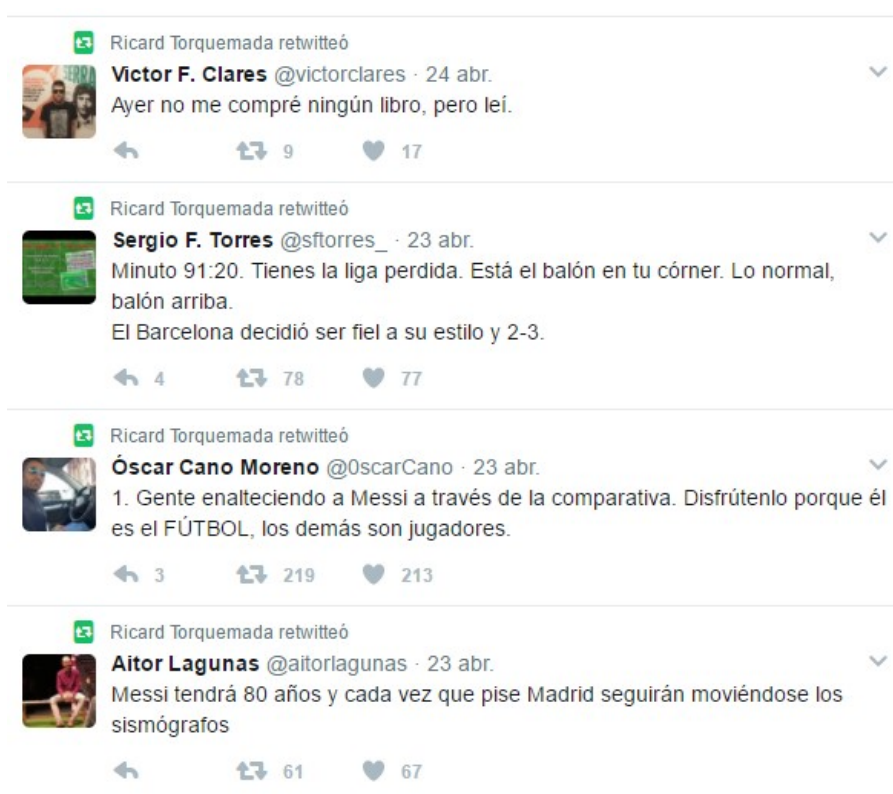 Ricard Torquemada retwitteó
Victor F. Clares @victorclares · 24 abr.
Ayer no me compré ningún libro, pero leí.
9 17
Ricard Torquemada retwitteó
Sergio F. Torres @sftorres_ · 23 abr.
Minuto 91:20. Tienes la liga perdida. Está el balón en tu córner. Lo normal,
balón arriba.
El Barcelona decidió ser fiel a su estilo y 2-3.
4 78 77
Ricard Torquemada retwitteó
Óscar Cano Moreno @0scarCano · 23 abr.
1. Gente enalteciendo a Messi a través de la comparativa. Disfrútenlo porque él
es el FÚTBOL, los demás son jugadores.
3 219 213
Ricard Torquemada retwitteó
Aitor Lagunas @aitorlagunas · 23 abr.
Messi tendrá 80 años y cada vez que pise Madrid seguirán moviéndose los
sismógrafos
61 67